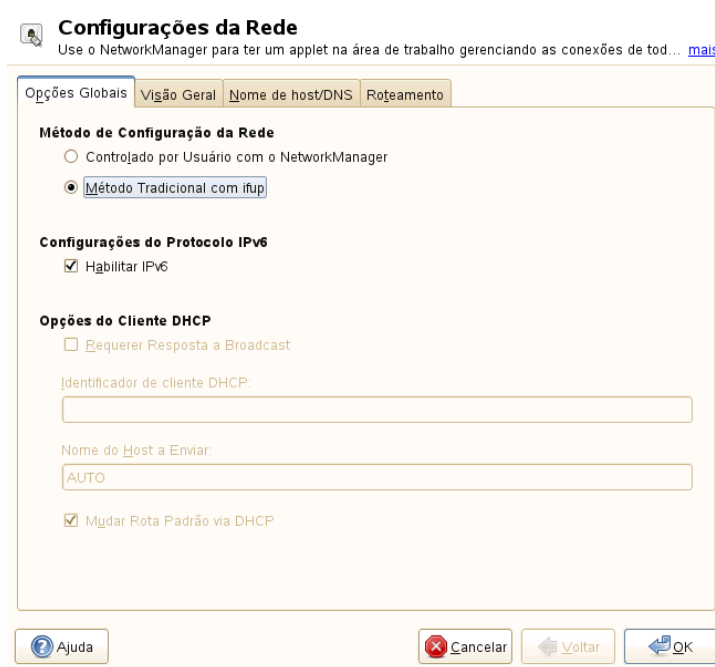 Configurações da Rede
Use o NetworkManager para ter um applet na área de trabalho gerenciando as conexões de tod... mais
Opções Globais Visão Geral Nome de host/DNS Roteamento
Método de Configuração da Rede
Controlado por Usuário com o NetworkManager
Método Tradicional com ifup
Configurações do Protocolo IPv6
Habilitar IPv6
Opções do Cliente DHCP
Requerer Resposta a Broadcast
Identificador de cliente DHCP:
Nome do Host a Enviar:
AUTO
Mudar Rota Padrão via DHCP
Ajuda Cancelar Voltar OK